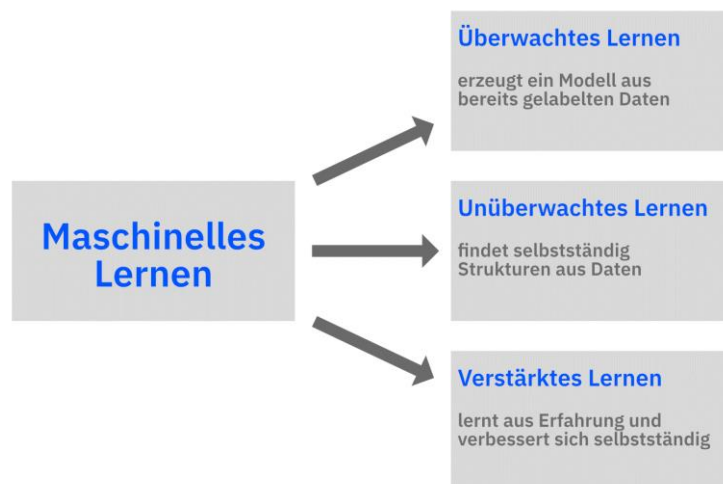 Maschinelles
Lernen
Überwachtes Lernen
erzeugt ein Modell aus
bereits gelabelten Daten
Unüberwachtes Lernen
findet selbstständig
Strukturen aus Daten
Verstärktes Lernen
lernt aus Erfahrung und
verbessert sich selbstständig